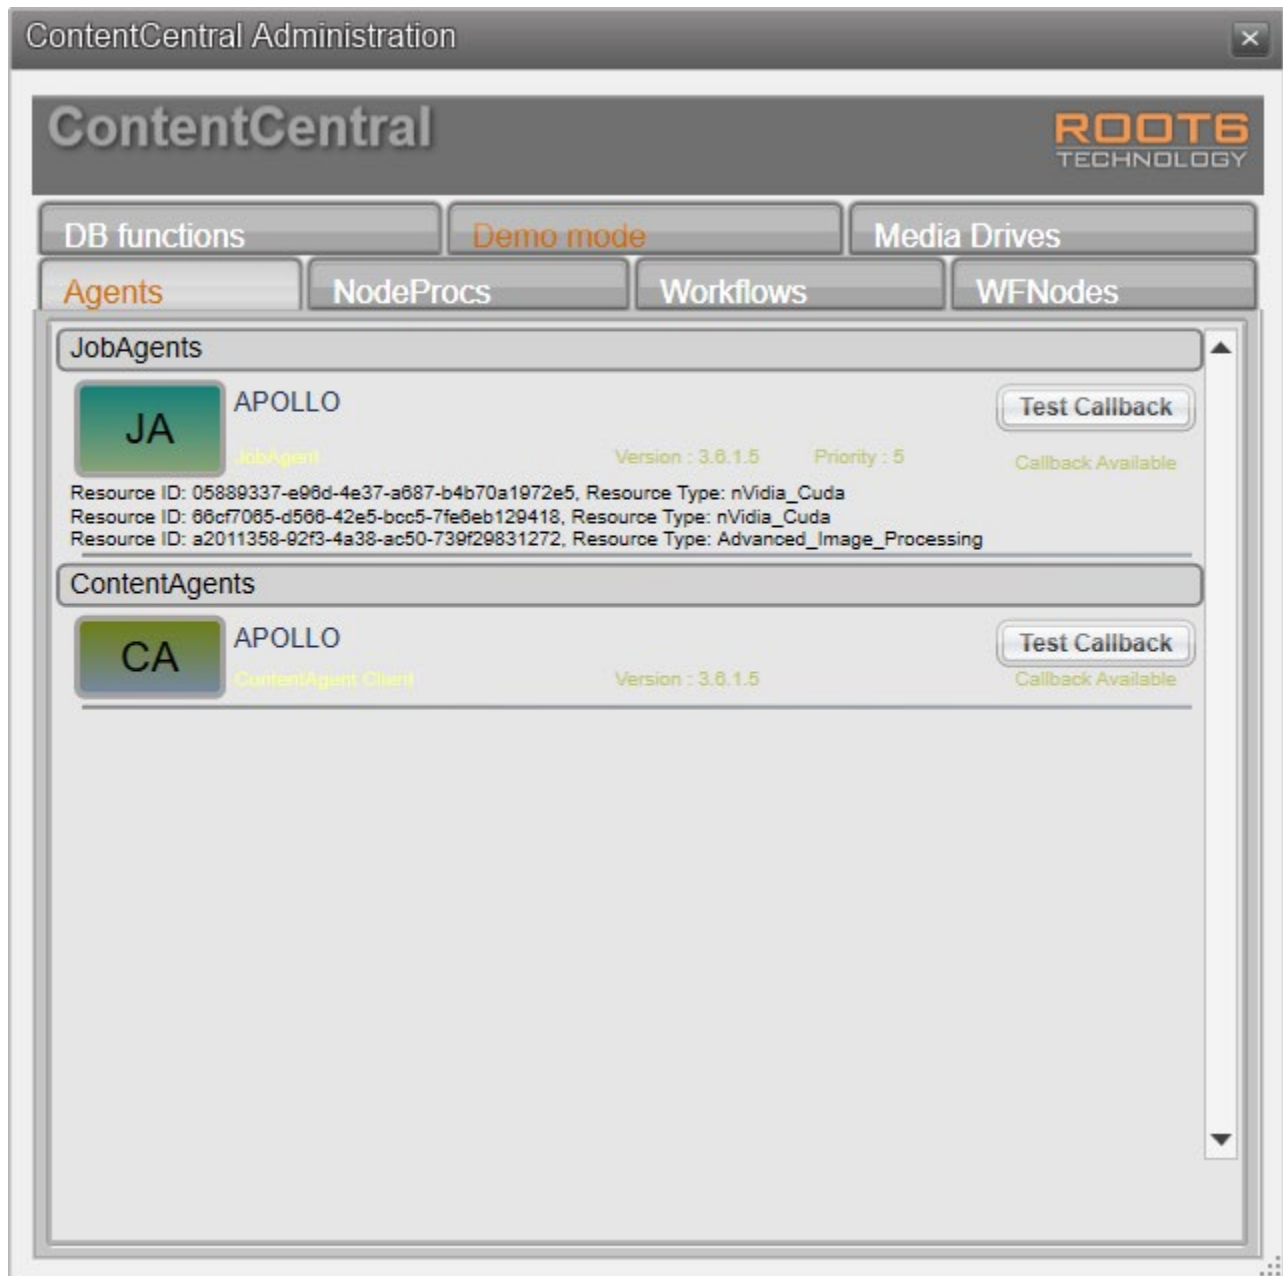 ContentCentral Administration
ContentCentral
ROOT6
TECHNOLOGY
DB functions Demo mode Media Drives
Agents NodeProcs Workflows WFNodes
JobAgents
JA APOLLO Test Callback
JobAgent Version : 3.6.1.5 Priority : 5 Callback Available
Resource ID: 05889337-e96d-4e37-a687-b4b70a1972e5, Resource Type: nVidia_Cuda
Resource ID: 66cf7065-d566-42e5-bcc5-7fe6eb129418, Resource Type: nVidia_Cuda
Resource ID: a2011358-92f3-4a38-ac50-739f29831272, Resource Type: Advanced_Image_Processing
ContentAgents
CA APOLLO Test Callback
ContentAgent Client Version : 3.6.1.5 Callback Available